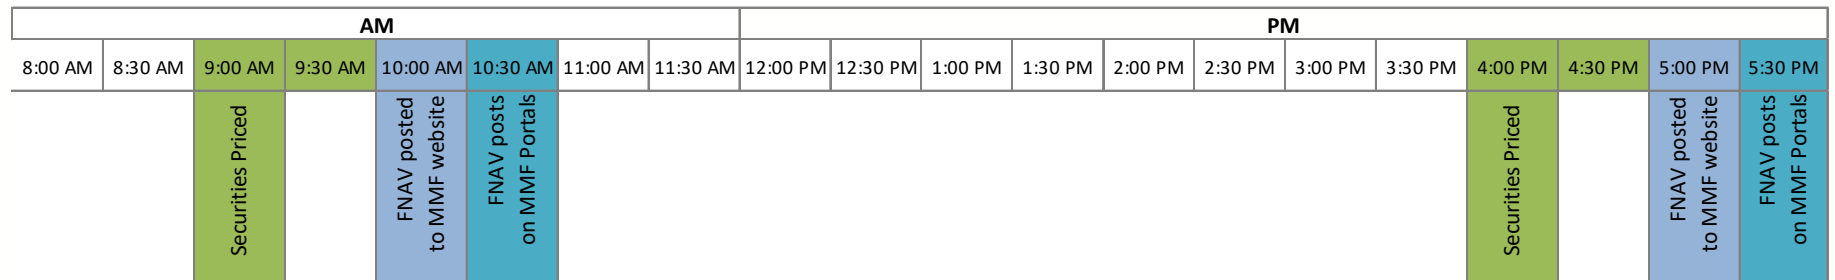 AM PM
8:00 AM 8:30 AM 9:00 AM 9:30 AM 10:00 AM 10:30 AM 11:00 AM 11:30 AM 12:00 PM 12:30 PM 1:00 PM 1:30 PM 2:00 PM 2:30 PM 3:00 PM 3:30 PM 4:00 PM 4:30 PM 5:00 PM 5:30 PM
Securities Priced
FNAV posted
to MMF website
FNAV posts
on MMF Portals
Securities Priced
FNAV posted
to MMF website
FNAV posts
on MMF Portals